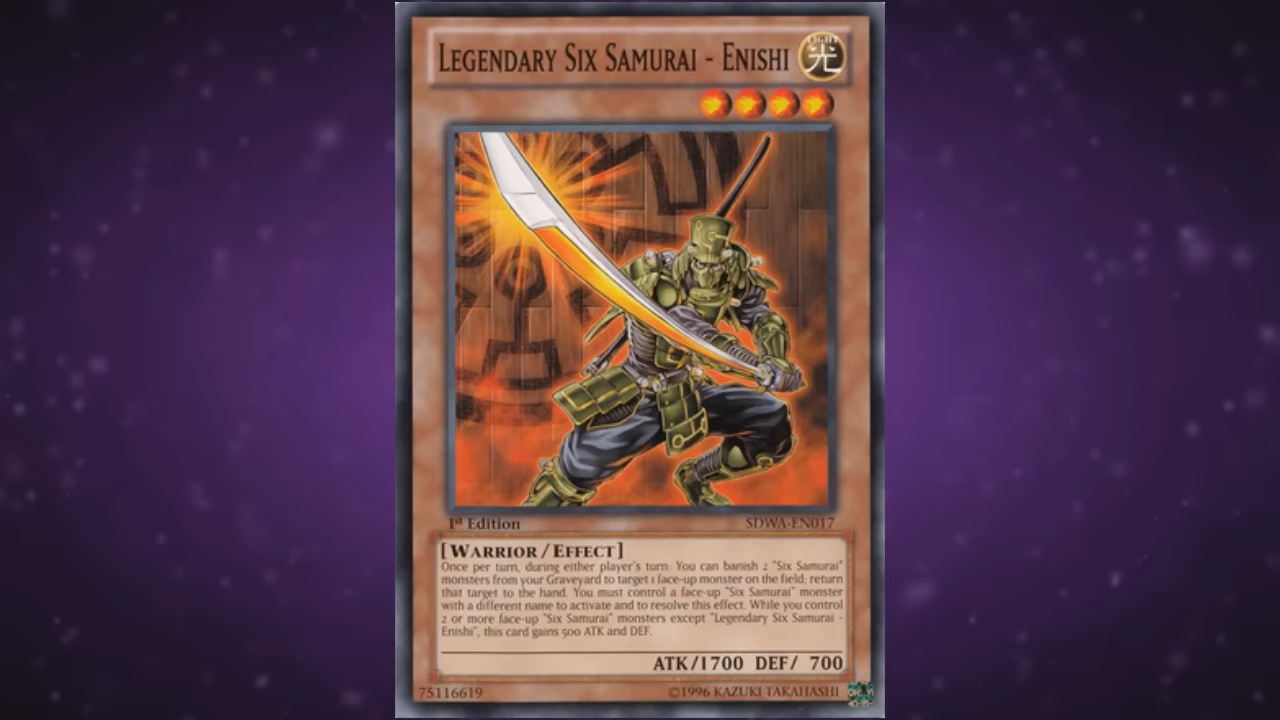 LEGENDARY SIX SAMURAI - ENISHI
LIGHT
光
1st Edition
SDWA-EN017
[WARRIOR/EFFECT]
Once per turn, during either player's turn: You can banish 2 "Six Samurai"
monsters from your Graveyard to target 1 face-up monster on the field; return
that target to the hand. You must control a face-up "Six Samurai" monster
with a different name to activate and to resolve this effect. While you control
2 or more face-up "Six Samurai" monsters except "Legendary Six Samurai -
Enishi", this card gains 500 ATK and DEF.
ATK/1700 DEF/ 700
75116619
©1996 KAZUKI TAKAHASHI